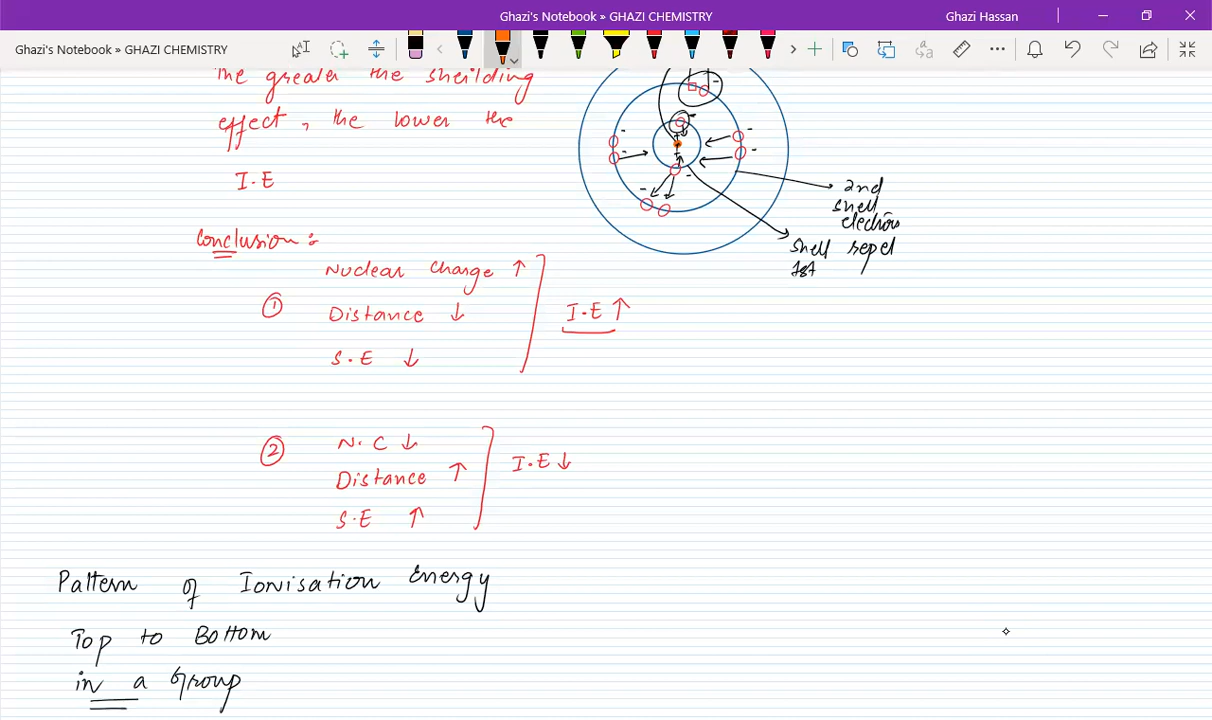 Ghazi's Notebook » GHAZI CHEMISTRY
Ghazi Hassan
Ghazi's Notebook » GHAZI CHEMISTRY
The greater the sheilding
effect, the lower the
I.E
Conclusion:
① Nuclear Charge ↑
Distance ↓
S.E ↓
I.E ↑
② N.C ↓
Distance ↑
S.E ↑
I.E ↓
2nd
shell
electrons
repel
shell
1st
Pattern of Ionisation Energy
Top to Bottom
in a Group